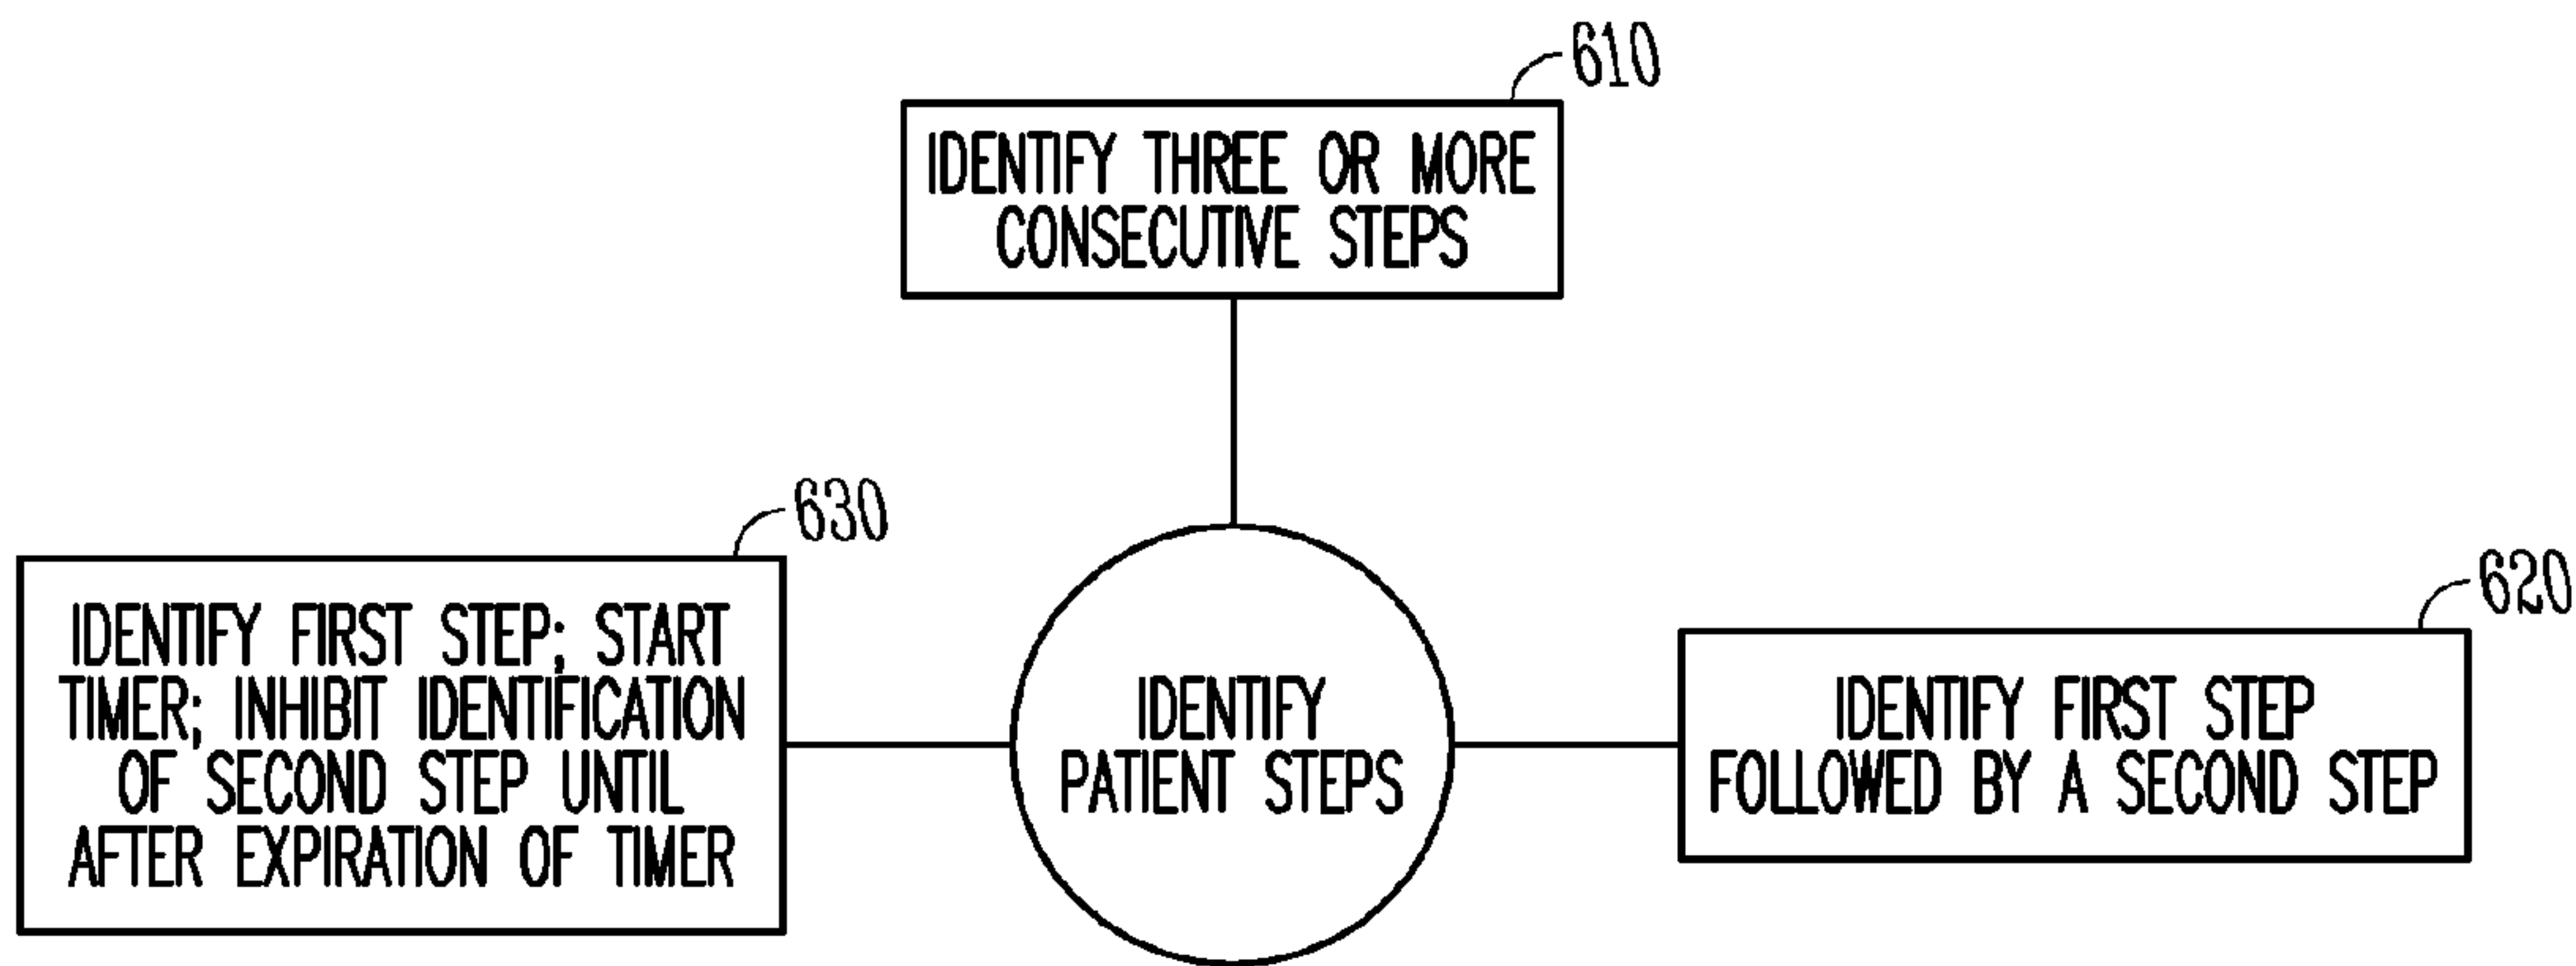 610
IDENTIFY THREE OR MORE
CONSECUTIVE STEPS
630
IDENTIFY FIRST STEP; START
TIMER; INHIBIT IDENTIFICATION
OF SECOND STEP UNTIL
AFTER EXPIRATION OF TIMER
IDENTIFY
PATIENT STEPS
620
IDENTIFY FIRST STEP
FOLLOWED BY A SECOND STEP